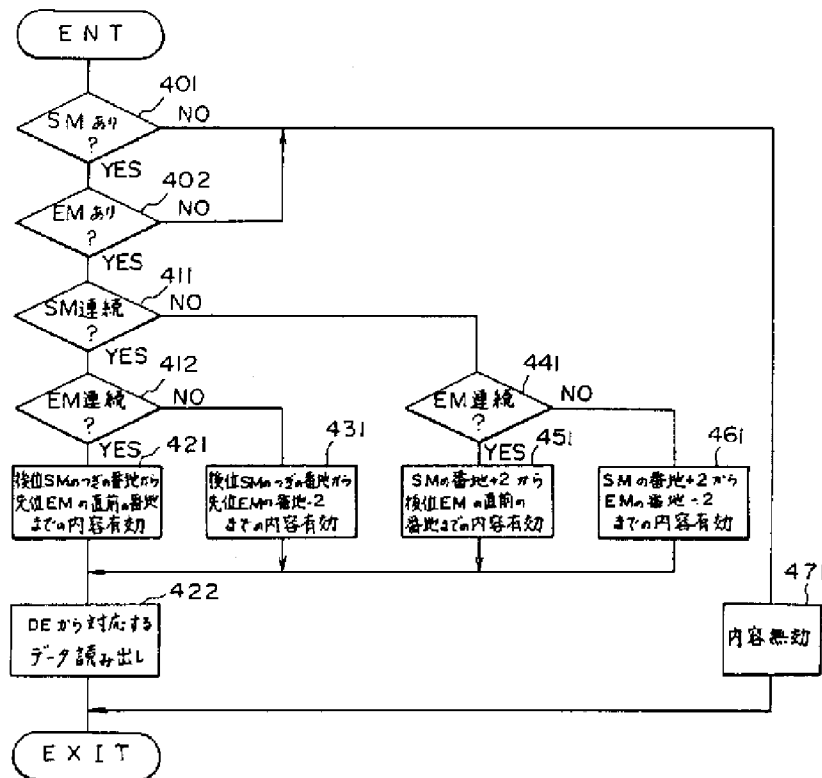 ENT
401
SMあり
?
NO
YES
402
EMあり
?
NO
YES
411
SM連続
?
NO
YES
412
EM連続
?
NO
YES
441
EM連続
?
NO
YES
421
後位SMのつぎの番地から
先位EMの直前の番地
までの内容有効
431
後位SMのつぎの番地から
先位EMの番地-2
までの内容有効
451
SMの番地+2から
後位EMの直前の
番地までの内容有効
461
SMの番地+2から
EMの番地-2
までの内容有効
422
DEから対応する
データ読み出し
471
内容無効
EXIT